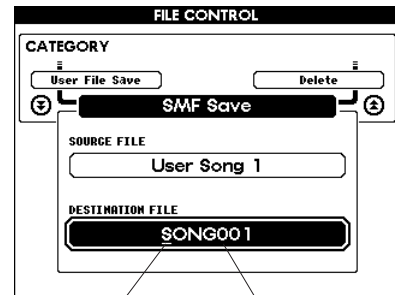 FILE CONTROL
CATEGORY
User File Save
Delete
SMF Save
SOURCE FILE
User Song 1
DESTINATION FILE
SONG001